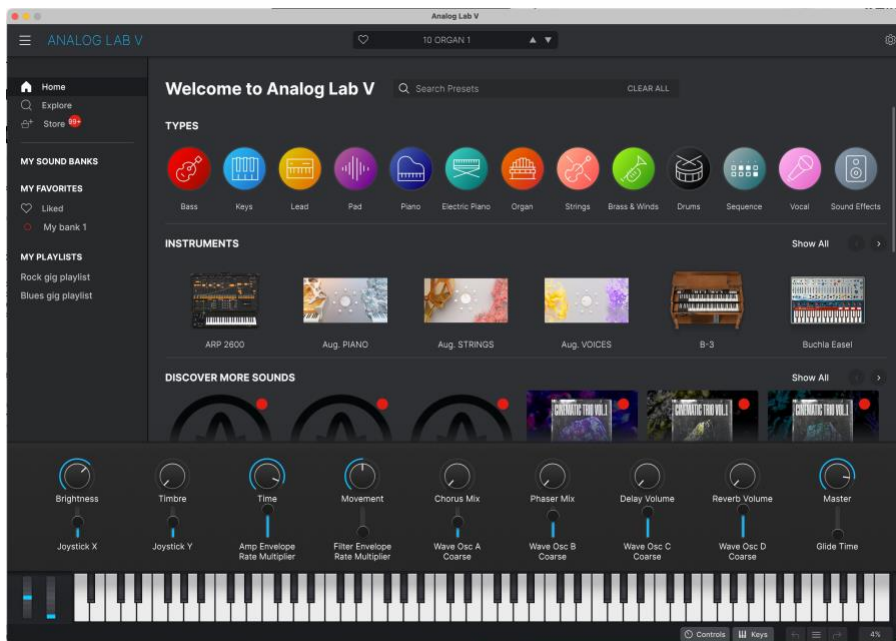 Analog Lab V
ANALOG LAB V
10 ORGAN 1
Home
Explore
Store 99+
MY SOUND BANKS
MY FAVORITES
Liked
My bank 1
MY PLAYLISTS
Rock gig playlist
Blues gig playlist
Welcome to Analog Lab V
Search Presets
CLEAR ALL
TYPES
Bass
Keys
Lead
Pad
Piano
Electric Piano
Organ
Strings
Brass & Winds
Drums
Sequence
Vocal
Sound Effects
INSTRUMENTS
Show All
ARP 2600
Aug. PIANO
Aug. STRINGS
Aug. VOICES
B-3
Buchla Easel
DISCOVER MORE SOUNDS
Show All
CINEMATIC TRIO VOL.1
CINEMATIC TRIO VOL.1
CINEMATIC TRIO VOL.1
Brightness
Timbre
Time
Movement
Chorus Mix
Phaser Mix
Delay Volume
Reverb Volume
Master
Joystick X
Joystick Y
Amp Envelope
Rate Multiplier
Filter Envelope
Rate Multiplier
Wave Osc A
Coarse
Wave Osc B
Coarse
Wave Osc C
Coarse
Wave Osc D
Coarse
Glide Time
Controls
Keys
4%